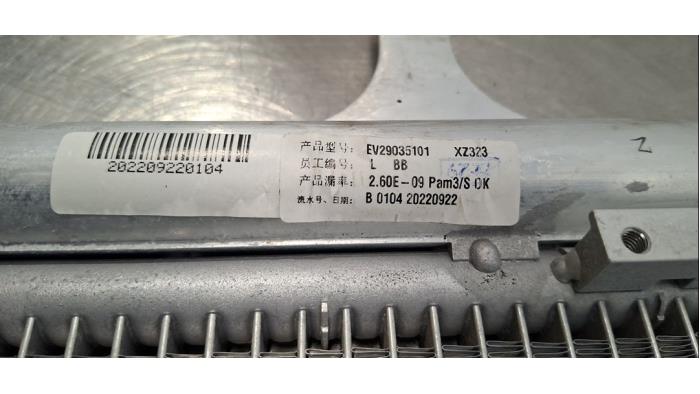 202209220104
产品型号: EV29035101 XZ323
员工编号: L BB
产品漏率: 2.60E-09 Pam3/S OK
流水号、日期: B 0104 20220922
Z